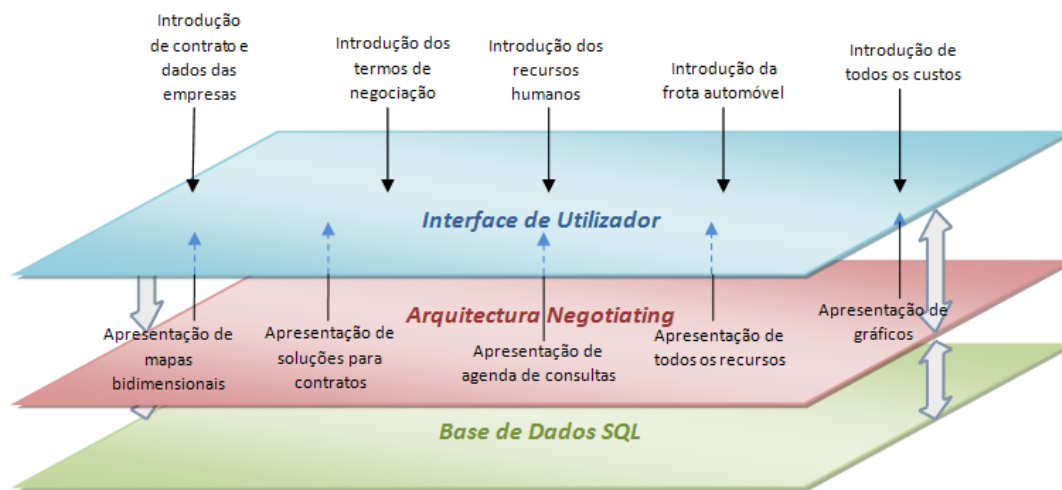 Introdução
de contrato e
dados das
empresas
Introdução dos
termos de
negociação
Introdução dos
recursos
humanos
Introdução da
frota automóvel
Introdução de
todos os custos
Interface de Utilizador
Arquitectura Negotiating
Apresentação de
mapas
bidimensionais
Apresentação de
soluções para
contratos
Apresentação de
agenda de consultas
Apresentação de
todos os recursos
Apresentação de
gráficos
Base de Dados SQL